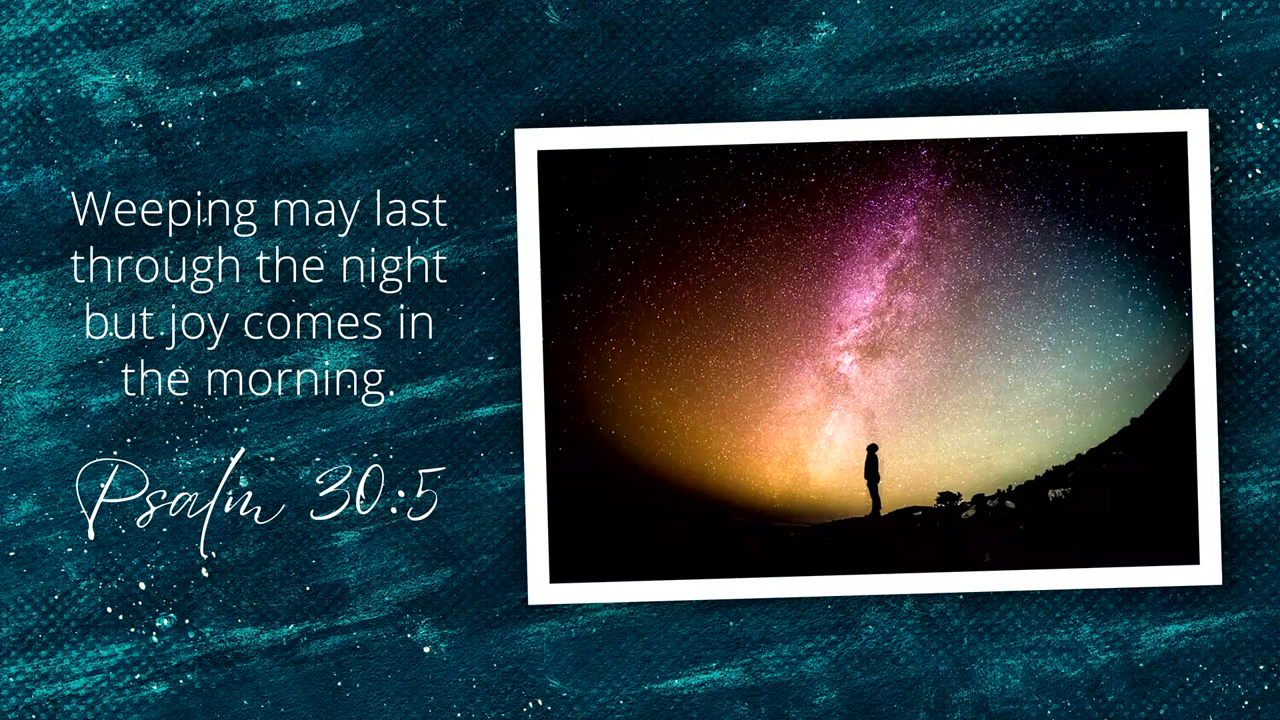 Weeping may last
through the night
but joy comes in
the morning.
Psalm 30:5